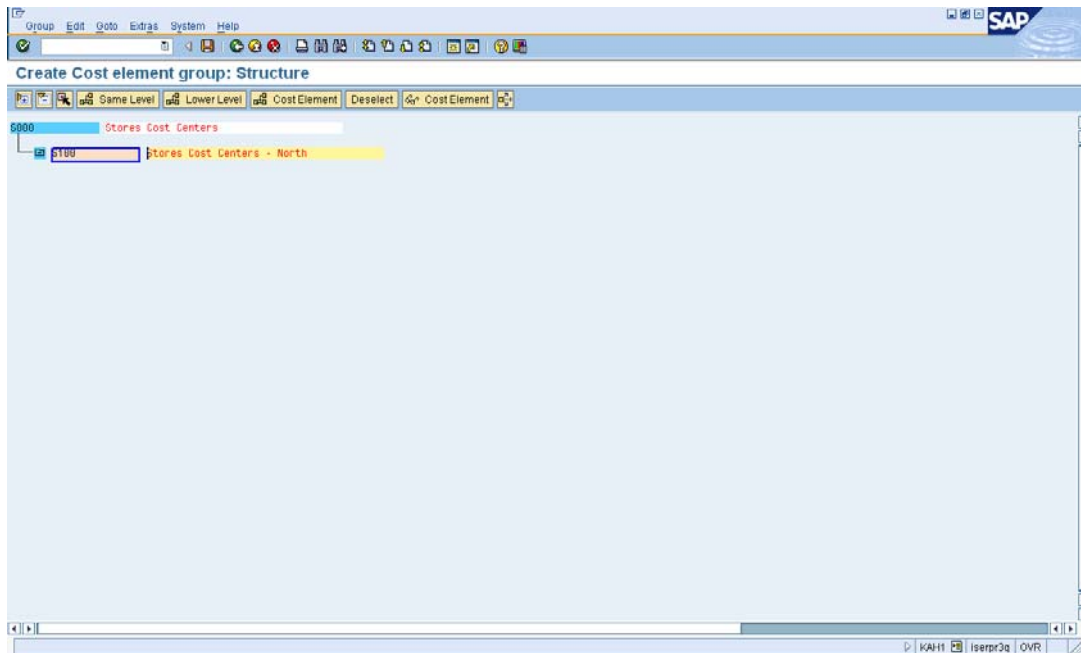 Group Edit Goto Extras System Help
SAP
Create Cost element group: Structure
Same Level Lower Level Cost Element Deselect Cost Element
S000 Stores Cost Centers
S100 Stores Cost Centers - North
KAH1 iserpr3q OVR